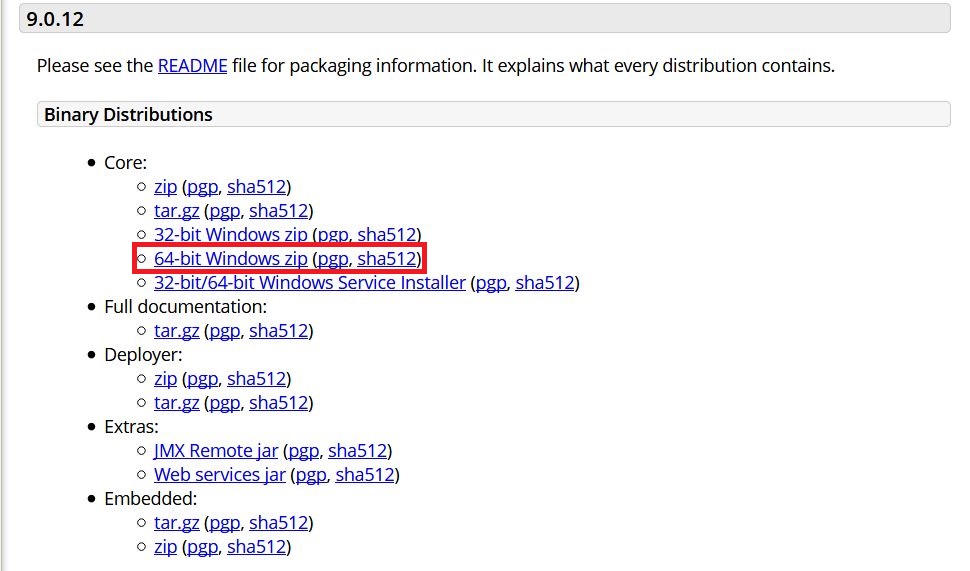 9.0.12
Please see the README file for packaging information. It explains what every distribution contains.
Binary Distributions
Core:
zip (pgp, sha512)
tar.gz (pgp, sha512)
32-bit Windows zip (pgp, sha512)
64-bit Windows zip (pgp, sha512)
32-bit/64-bit Windows Service Installer (pgp, sha512)
Full documentation:
tar.gz (pgp, sha512)
Deployer:
zip (pgp, sha512)
tar.gz (pgp, sha512)
Extras:
JMX Remote jar (pgp, sha512)
Web services jar (pgp, sha512)
Embedded:
tar.gz (pgp, sha512)
zip (pgp, sha512)